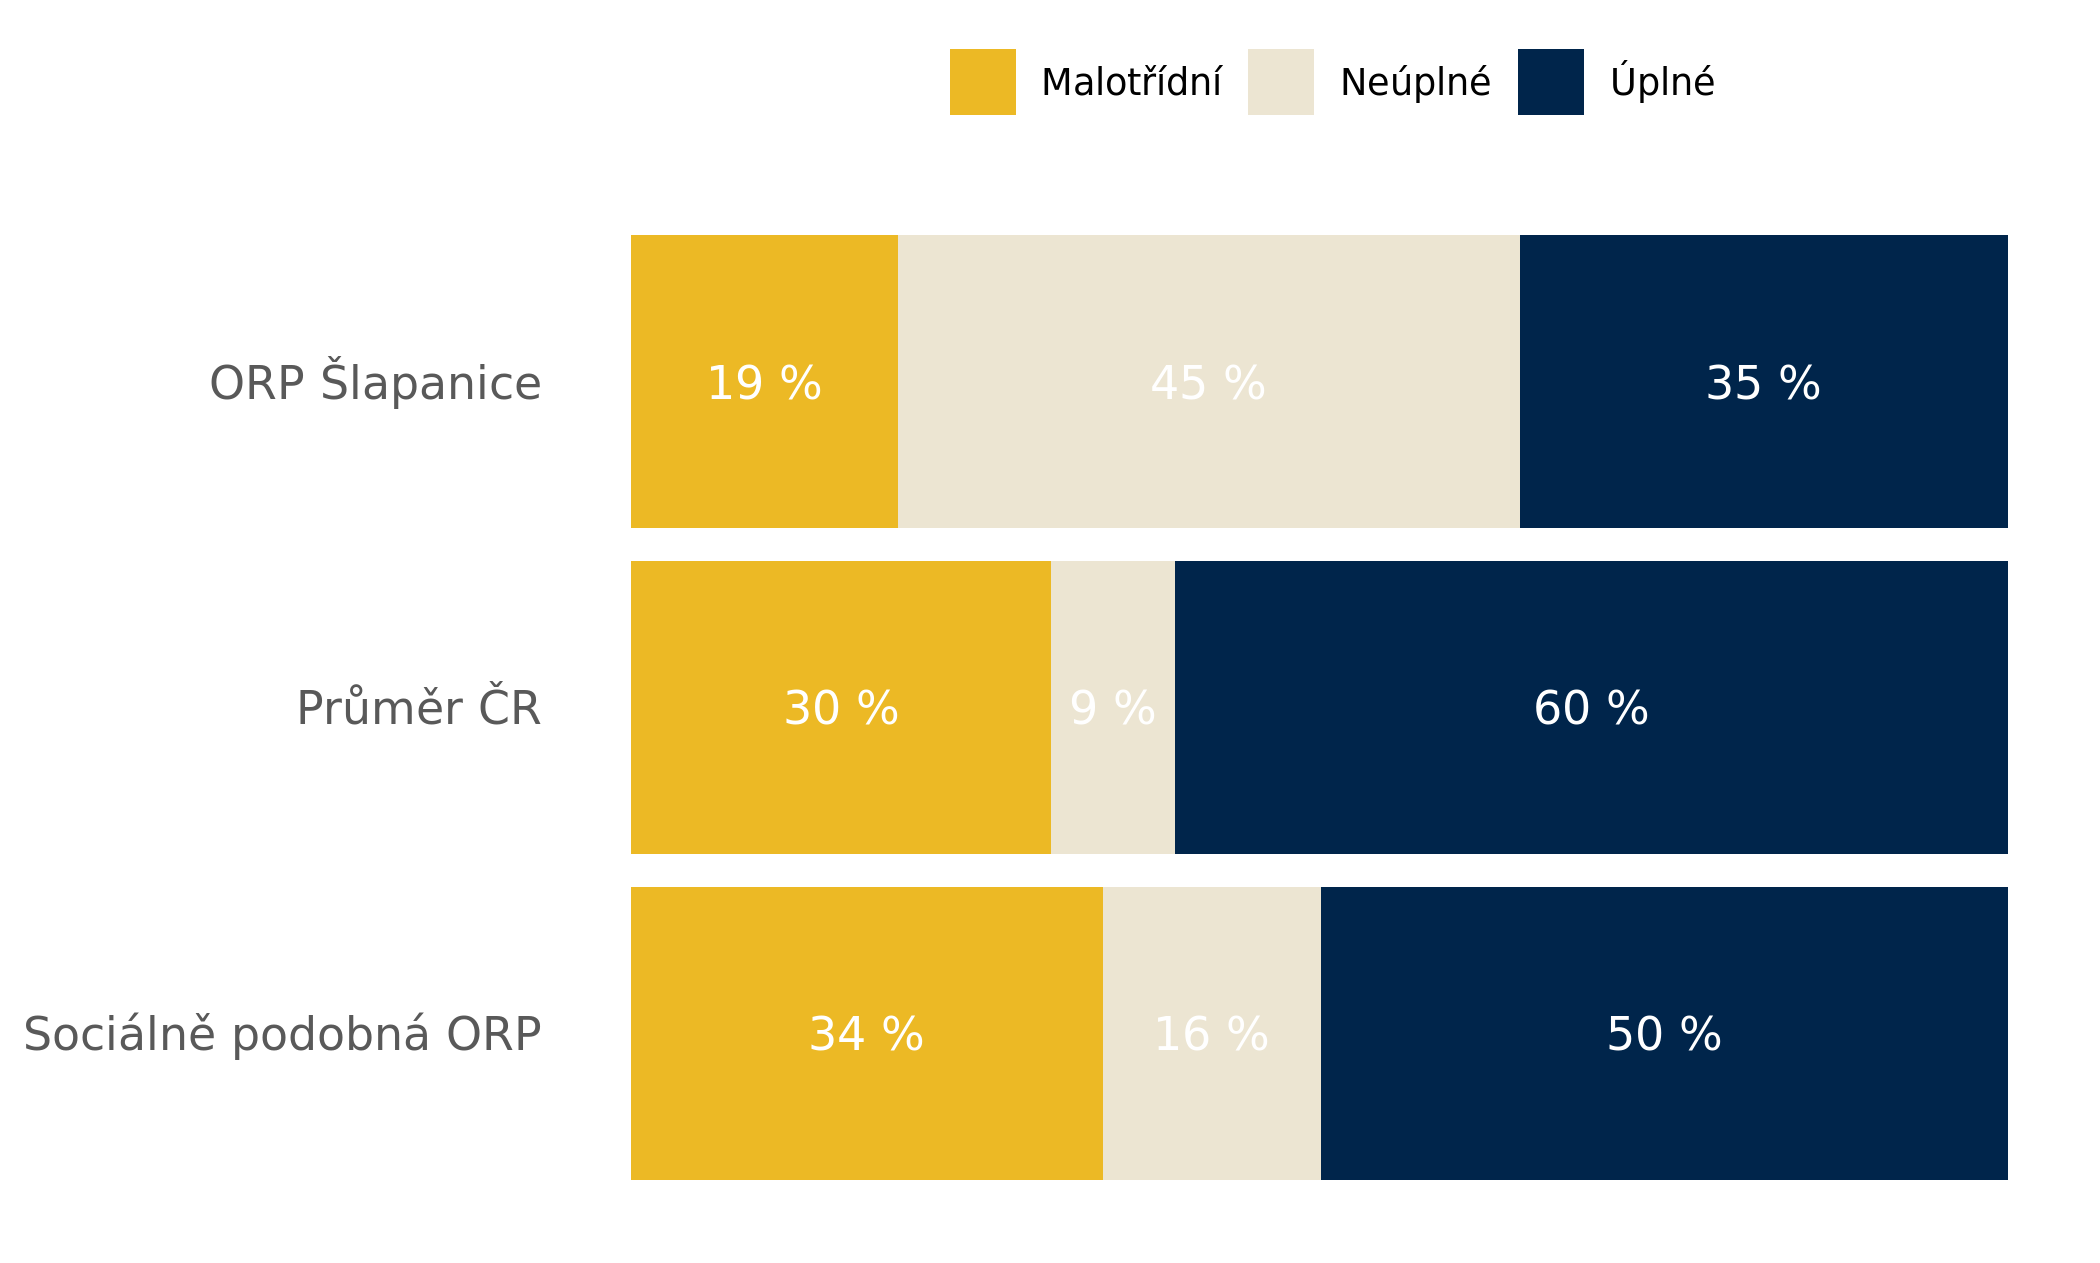 Malotřídní Neúplné Úplné
ORP Šlapanice 19 % 45 % 35 %
Průměr ČR 30 % 9 % 60 %
Sociálně podobná ORP 34 % 16 % 50 %